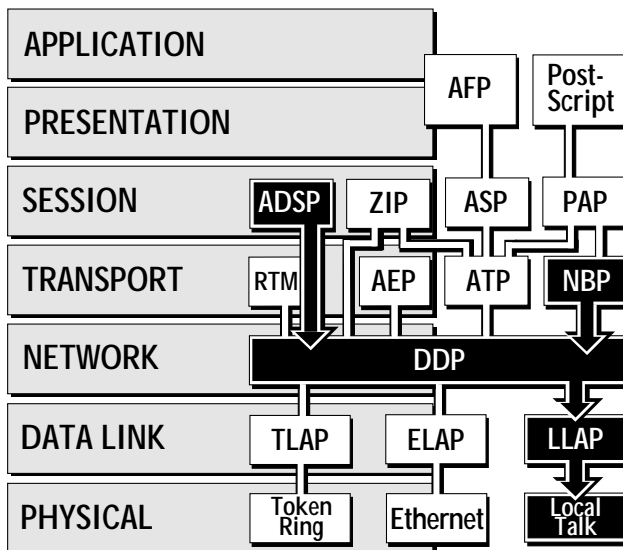 APPLICATION
AFP
Post-
Script
PRESENTATION
SESSION
ADSP
ZIP
ASP
PAP
TRANSPORT
RTM
AEP
ATP
NBP
NETWORK
DDP
DATA LINK
TLAP
ELAP
LLAP
PHYSICAL
Token
Ring
Ethernet
Local
Talk